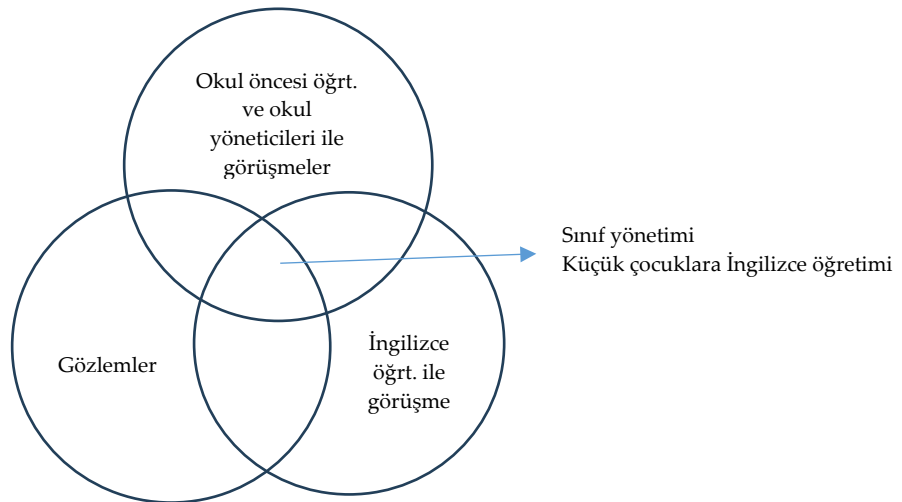 Okul öncesi öğrt.
ve okul
yöneticileri ile
görüşmeler
Sınıf yönetimi
Küçük çocuklara İngilizce öğretimi
Gözlemler
İngilizce
öğrt. ile
görüşme